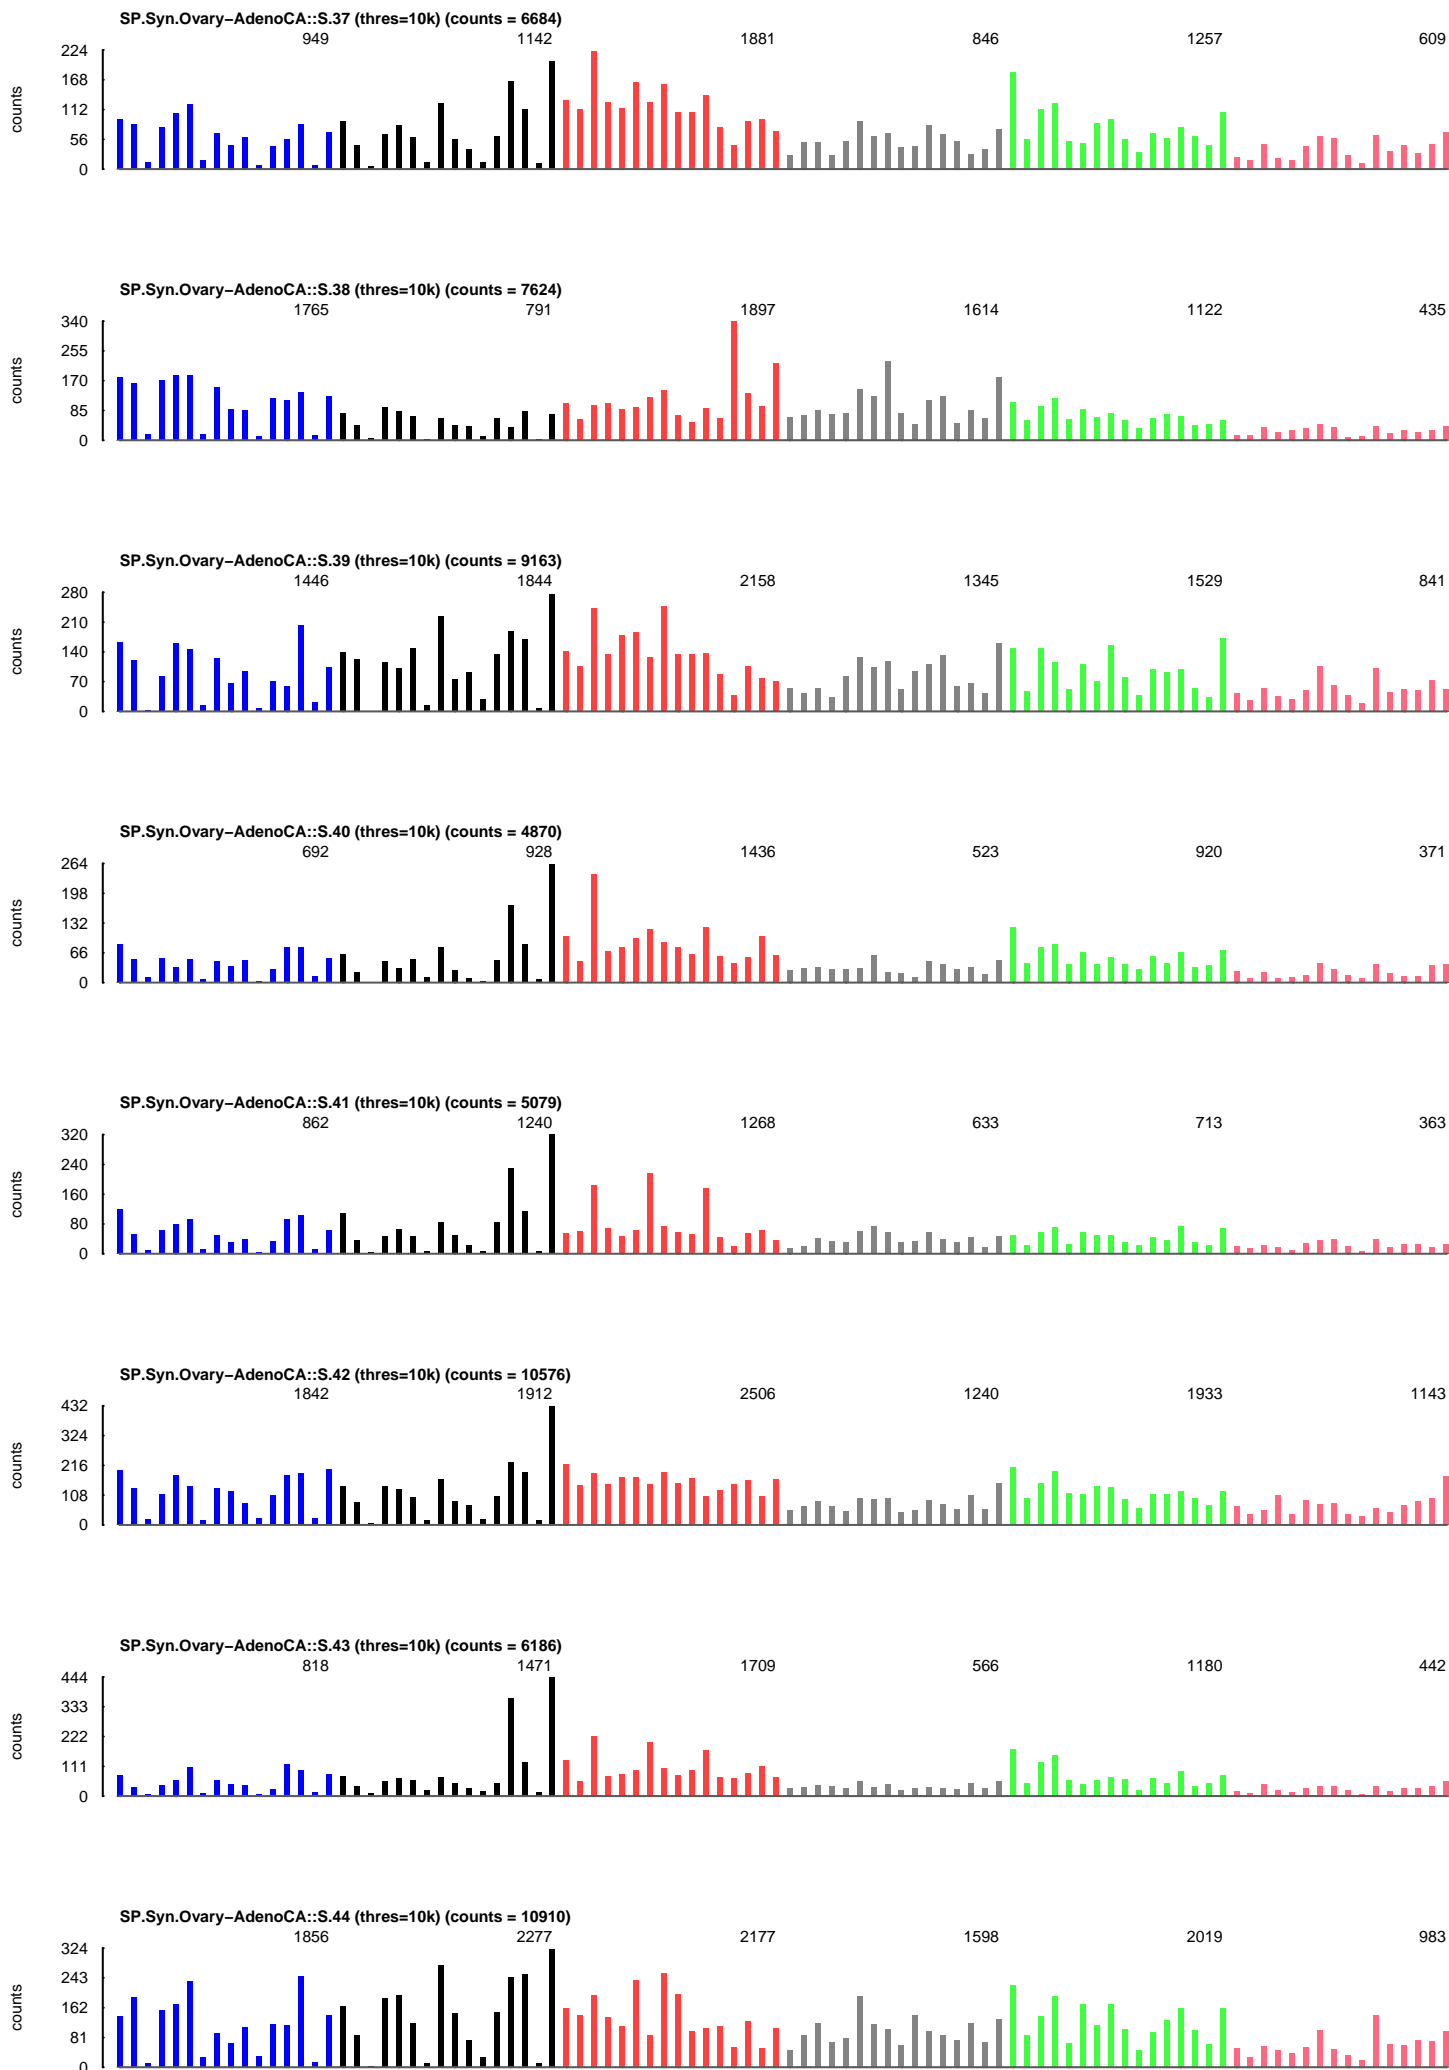 SP.Syn.Ovary−AdenoCA::S.37 (thres=10k) (counts = 6684)
949 1142 1881 846 1257 609
224
168
112
56
0
counts
SP.Syn.Ovary−AdenoCA::S.38 (thres=10k) (counts = 7624)
1765 791 1897 1614 1122 435
340
255
170
85
0
counts
SP.Syn.Ovary−AdenoCA::S.39 (thres=10k) (counts = 9163)
1446 1844 2158 1345 1529 841
280
210
140
70
0
counts
SP.Syn.Ovary−AdenoCA::S.40 (thres=10k) (counts = 4870)
692 928 1436 523 920 371
264
198
132
66
0
counts
SP.Syn.Ovary−AdenoCA::S.41 (thres=10k) (counts = 5079)
862 1240 1268 633 713 363
320
240
160
80
0
counts
SP.Syn.Ovary−AdenoCA::S.42 (thres=10k) (counts = 10576)
1842 1912 2506 1240 1933 1143
432
324
216
108
0
counts
SP.Syn.Ovary−AdenoCA::S.43 (thres=10k) (counts = 6186)
818 1471 1709 566 1180 442
444
333
222
111
0
counts
SP.Syn.Ovary−AdenoCA::S.44 (thres=10k) (counts = 10910)
1856 2277 2177 1598 2019 983
324
243
162
81
0
counts